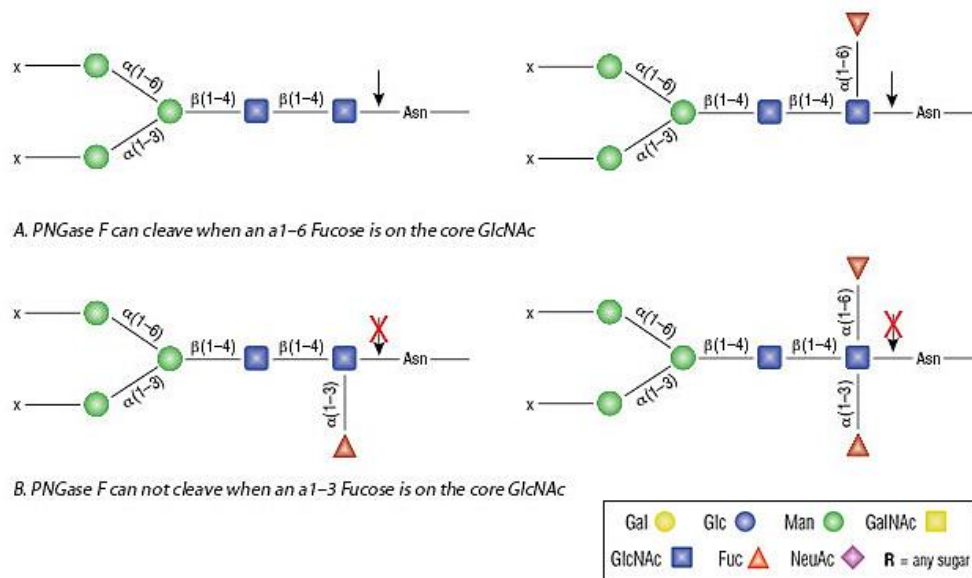 α(1–6)
x
α(1–6)
α(1–6)
x
β(1–4) β(1–4)
Asn
β(1–4) β(1–4)
Asn
α(1–3)
x
α(1–3)
x
A. PNGase F can cleave when an a1–6 Fucose is on the core GlcNAc
α(1–6)
x
α(1–6)
α(1–6)
x
β(1–4) β(1–4)
Asn
β(1–4) β(1–4)
Asn
α(1–3)
x
α(1–3)
α(1–3)
x
α(1–3)
B. PNGase F can not cleave when an a1–3 Fucose is on the core GlcNAc
Gal Glc Man GalNAc
GlcNAc Fuc NeuAc R = any sugar